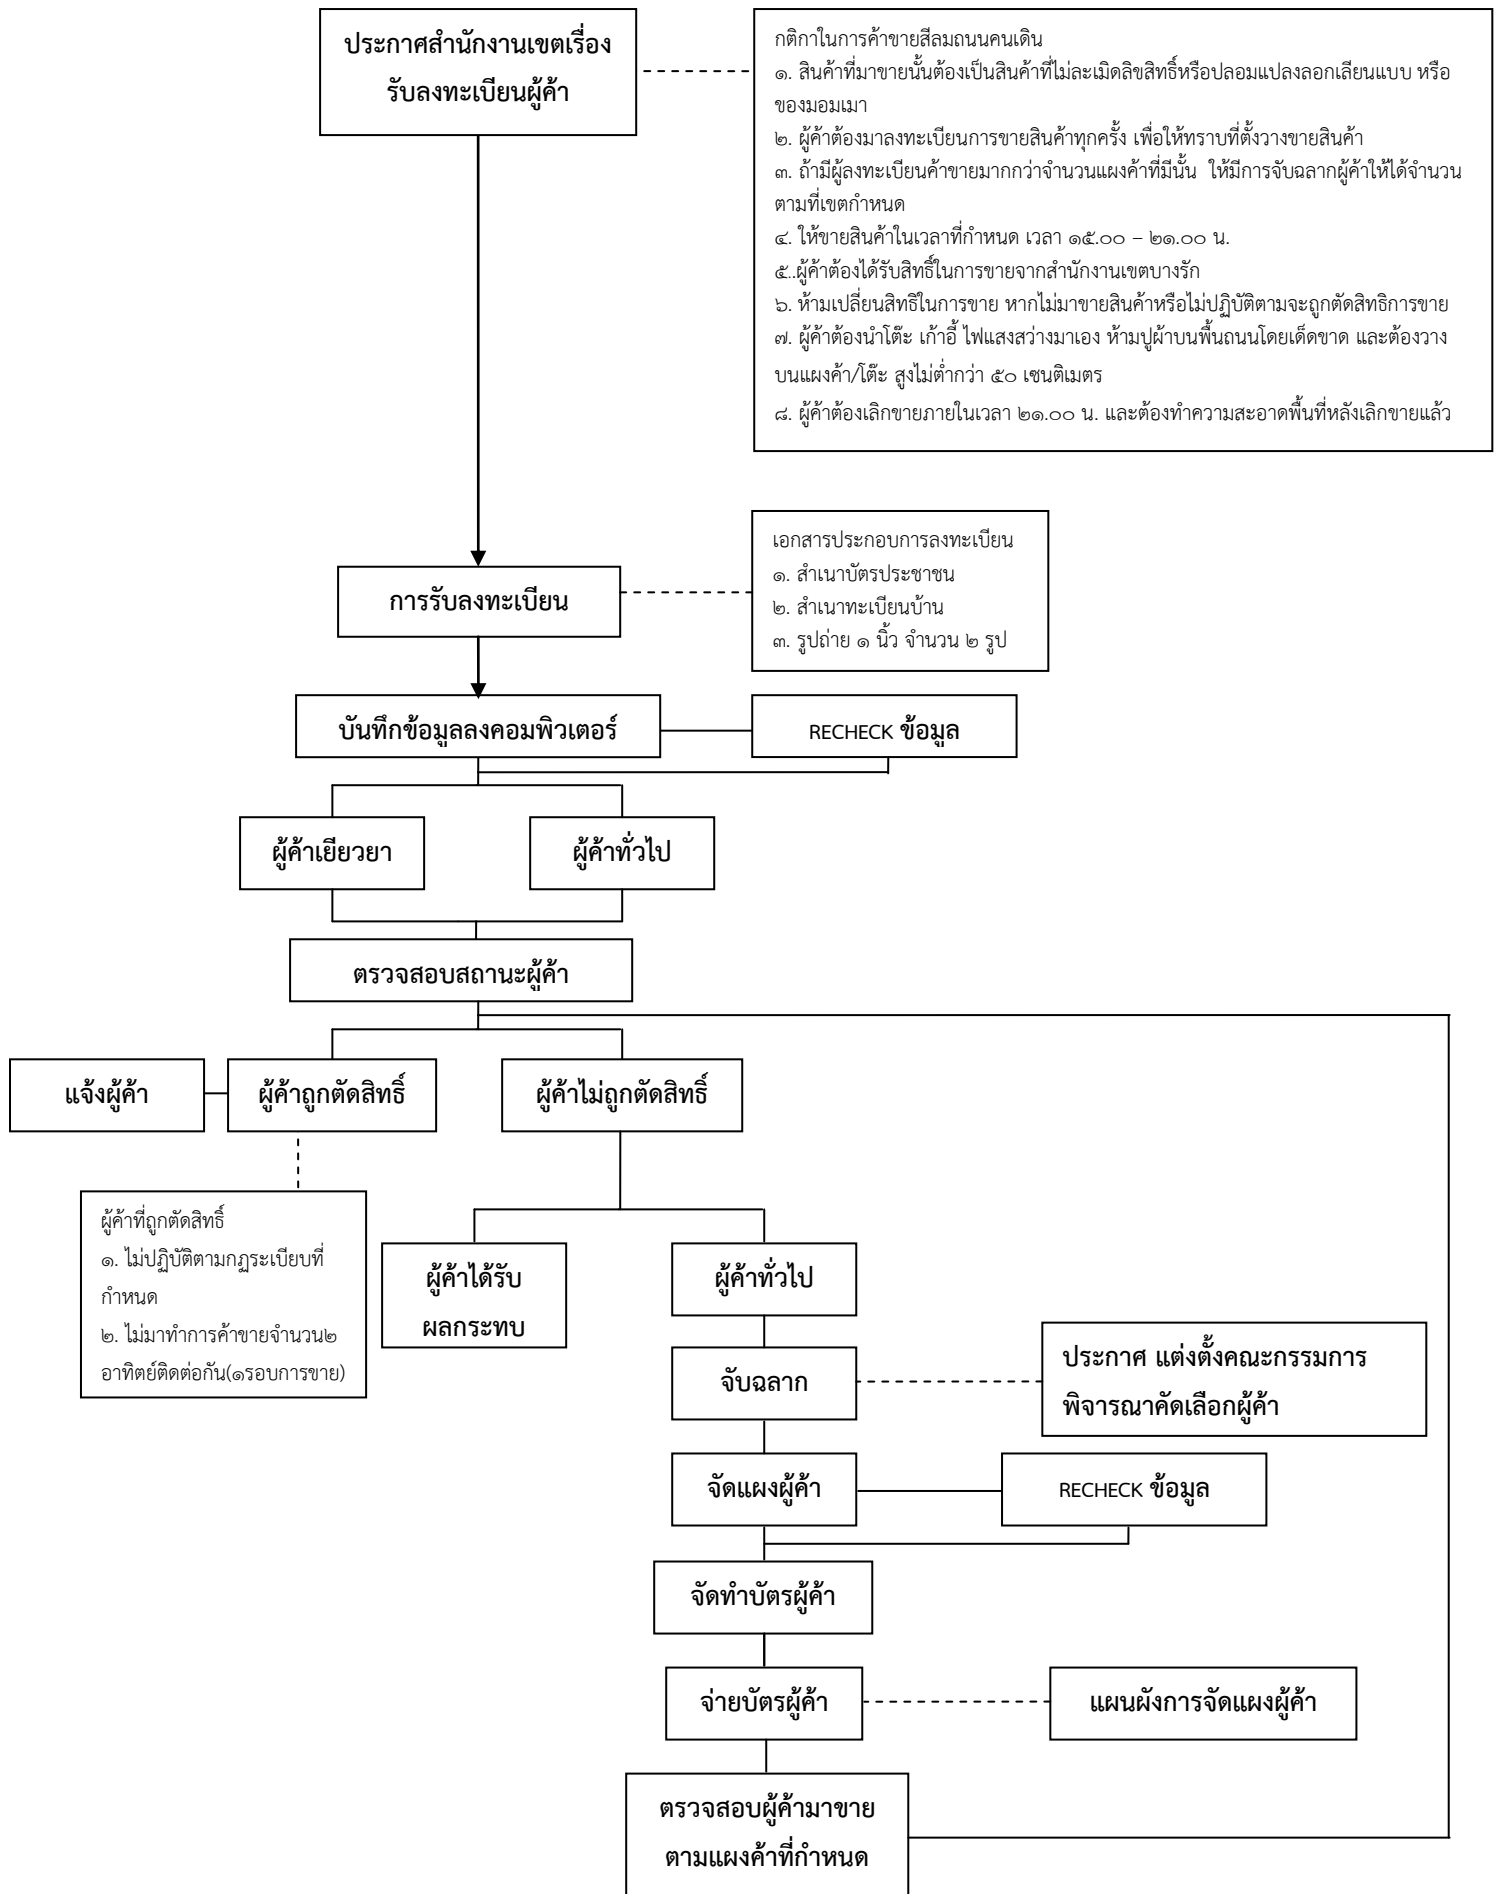 ประกาศสำนักงานเขตเรื่อง
รับลงทะเบียนผู้ค้า
กติกาในการค้าขายสีลมถนนคนเดิน
๑. สินค้าที่มาขายนั้นต้องเป็นสินค้าที่ไม่ละเมิดลิขสิทธิ์หรือปลอมแปลงลอกเลียนแบบ หรือ
ของมอมเมา
๒. ผู้ค้าต้องมาลงทะเบียนการขายสินค้าทุกครั้ง เพื่อให้ทราบที่ตั้งวางขายสินค้า
๓. ถ้ามีผู้ลงทะเบียนค้าขายมากกว่าจำนวนแผงค้าที่มีนั้น ให้มีการจับฉลากผู้ค้าให้ได้จำนวน
ตามที่เขตกำหนด
๔. ให้ขายสินค้าในเวลาที่กำหนด เวลา ๑๕.๐๐ – ๒๑.๐๐ น.
๕..ผู้ค้าต้องได้รับสิทธิ์ในการขายจากสำนักงานเขตบางรัก
๖. ห้ามเปลี่ยนสิทธิในการขาย หากไม่มาขายสินค้าหรือไม่ปฏิบัติตามจะถูกตัดสิทธิการขาย
๗. ผู้ค้าต้องนำโต๊ะ เก้าอี้ ไฟแสงสว่างมาเอง ห้ามปูผ้าบนพื้นถนนโดยเด็ดขาด และต้องวาง
บนแผงค้า/โต๊ะ สูงไม่ต่ำกว่า ๕๐ เซนติเมตร
๘. ผู้ค้าต้องเลิกขายภายในเวลา ๒๑.๐๐ น. และต้องทำความสะอาดพื้นที่หลังเลิกขายแล้ว
การรับลงทะเบียน
เอกสารประกอบการลงทะเบียน
๑. สำเนาบัตรประชาชน
๒. สำเนาทะเบียนบ้าน
๓. รูปถ่าย ๑ นิ้ว จำนวน ๒ รูป
บันทึกข้อมูลลงคอมพิวเตอร์
RECHECK ข้อมูล
ผู้ค้าเยียวยา
ผู้ค้าทั่วไป
ตรวจสอบสถานะผู้ค้า
แจ้งผู้ค้า
ผู้ค้าถูกตัดสิทธิ์
ผู้ค้าไม่ถูกตัดสิทธิ์
ผู้ค้าที่ถูกตัดสิทธิ์
๑. ไม่ปฏิบัติตามกฏระเบียบที่
กำหนด
๒. ไม่มาทำการค้าขายจำนวน๒
อาทิตย์ติดต่อกัน(๑รอบการขาย)
ผู้ค้าได้รับ
ผลกระทบ
ผู้ค้าทั่วไป
จับฉลาก
ประกาศ แต่งตั้งคณะกรรมการ
พิจารณาคัดเลือกผู้ค้า
จัดแผงผู้ค้า
RECHECK ข้อมูล
จัดทำบัตรผู้ค้า
จ่ายบัตรผู้ค้า
แผนผังการจัดแผงผู้ค้า
ตรวจสอบผู้ค้ามาขาย
ตามแผงค้าที่กำหนด